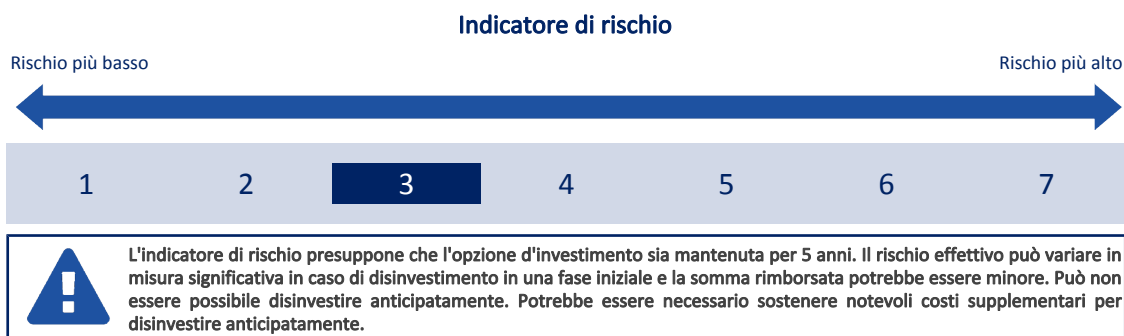 Indicatore di rischio
Rischio più basso
Rischio più alto
1 2 3 4 5 6 7
L'indicatore di rischio presuppone che l'opzione d'investimento sia mantenuta per 5 anni. Il rischio effettivo può variare in
misura significativa in caso di disinvestimento in una fase iniziale e la somma rimborsata potrebbe essere minore. Può non
essere possibile disinvestire anticipatamente. Potrebbe essere necessario sostenere notevoli costi supplementari per
disinvestire anticipatamente.